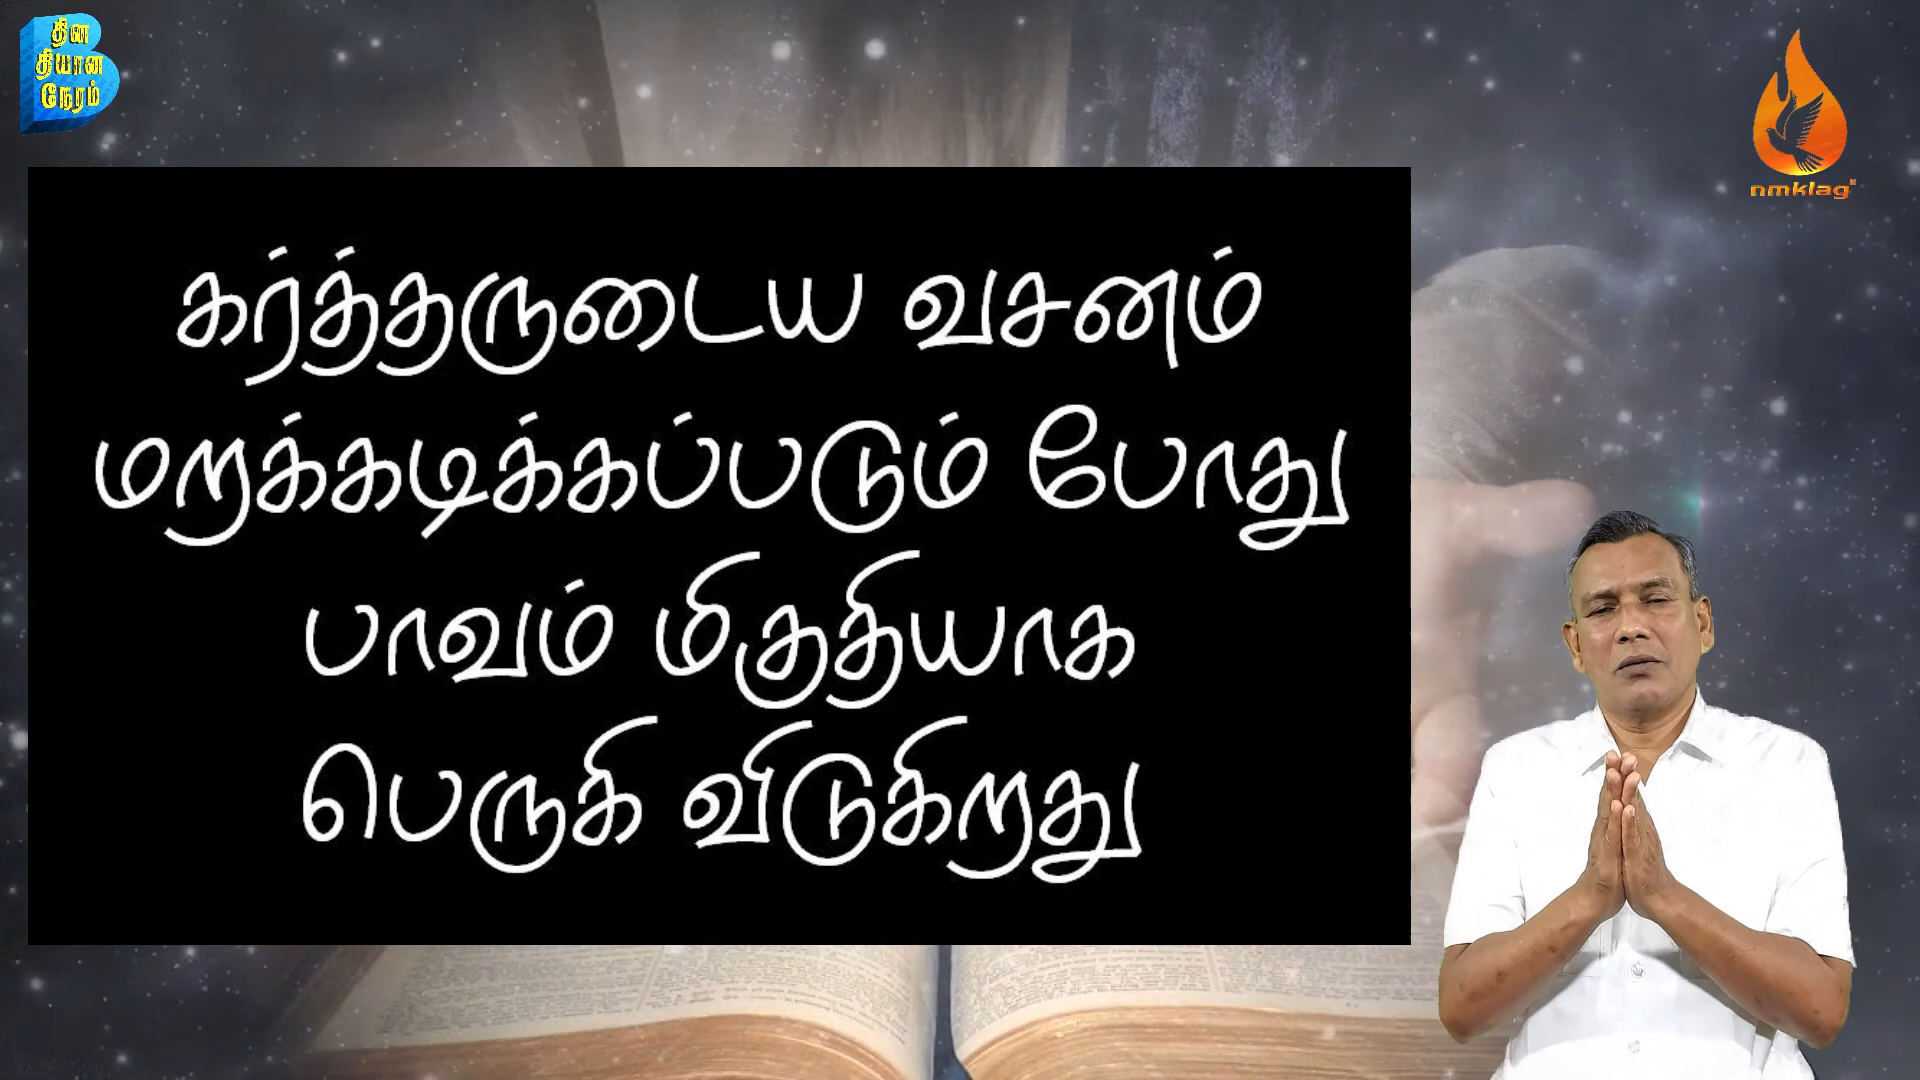 தின
தியான
நேரம்
nmklag
கர்த்தருடைய வசனம்
மறக்கடிக்கப்படும் போது
பாவம் மிகுதியாக
பெருகி விடுகிறது